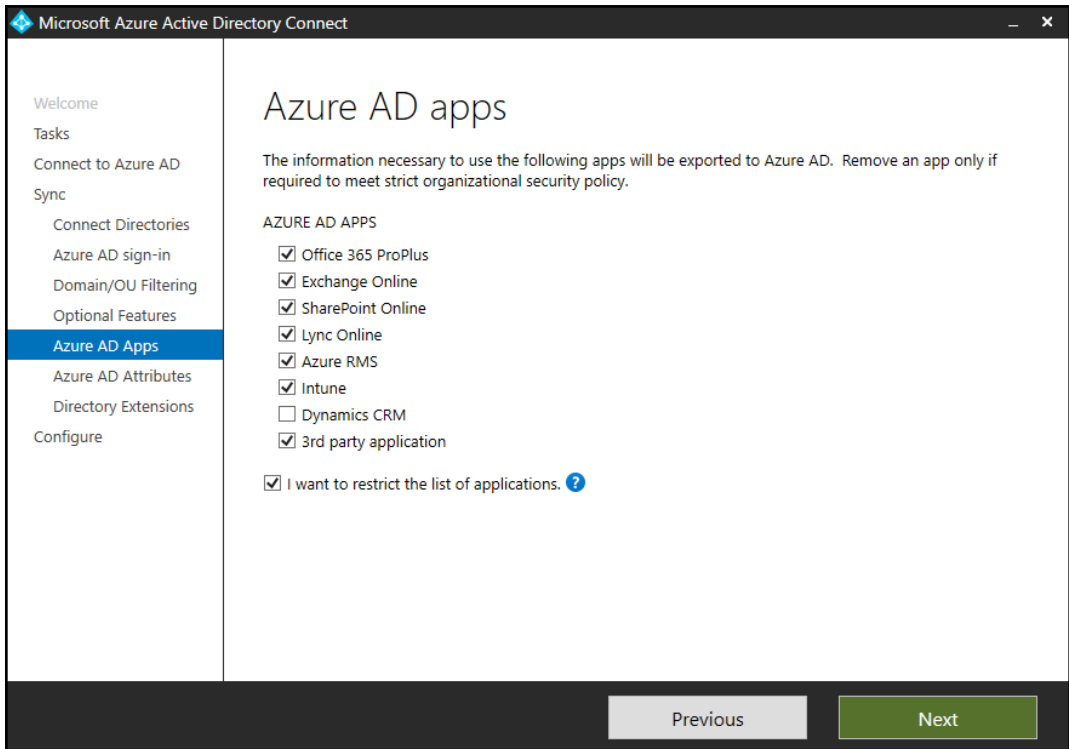 Microsoft Azure Active Directory Connect
Welcome
Tasks
Connect to Azure AD
Sync
Connect Directories
Azure AD sign-in
Domain/OU Filtering
Optional Features
Azure AD Apps
Azure AD Attributes
Directory Extensions
Configure
Azure AD apps
The information necessary to use the following apps will be exported to Azure AD.  Remove an app only if
required to meet strict organizational security policy.
AZURE AD APPS
Office 365 ProPlus
Exchange Online
SharePoint Online
Lync Online
Azure RMS
Intune
Dynamics CRM
3rd party application
I want to restrict the list of applications. ?
Previous
Next